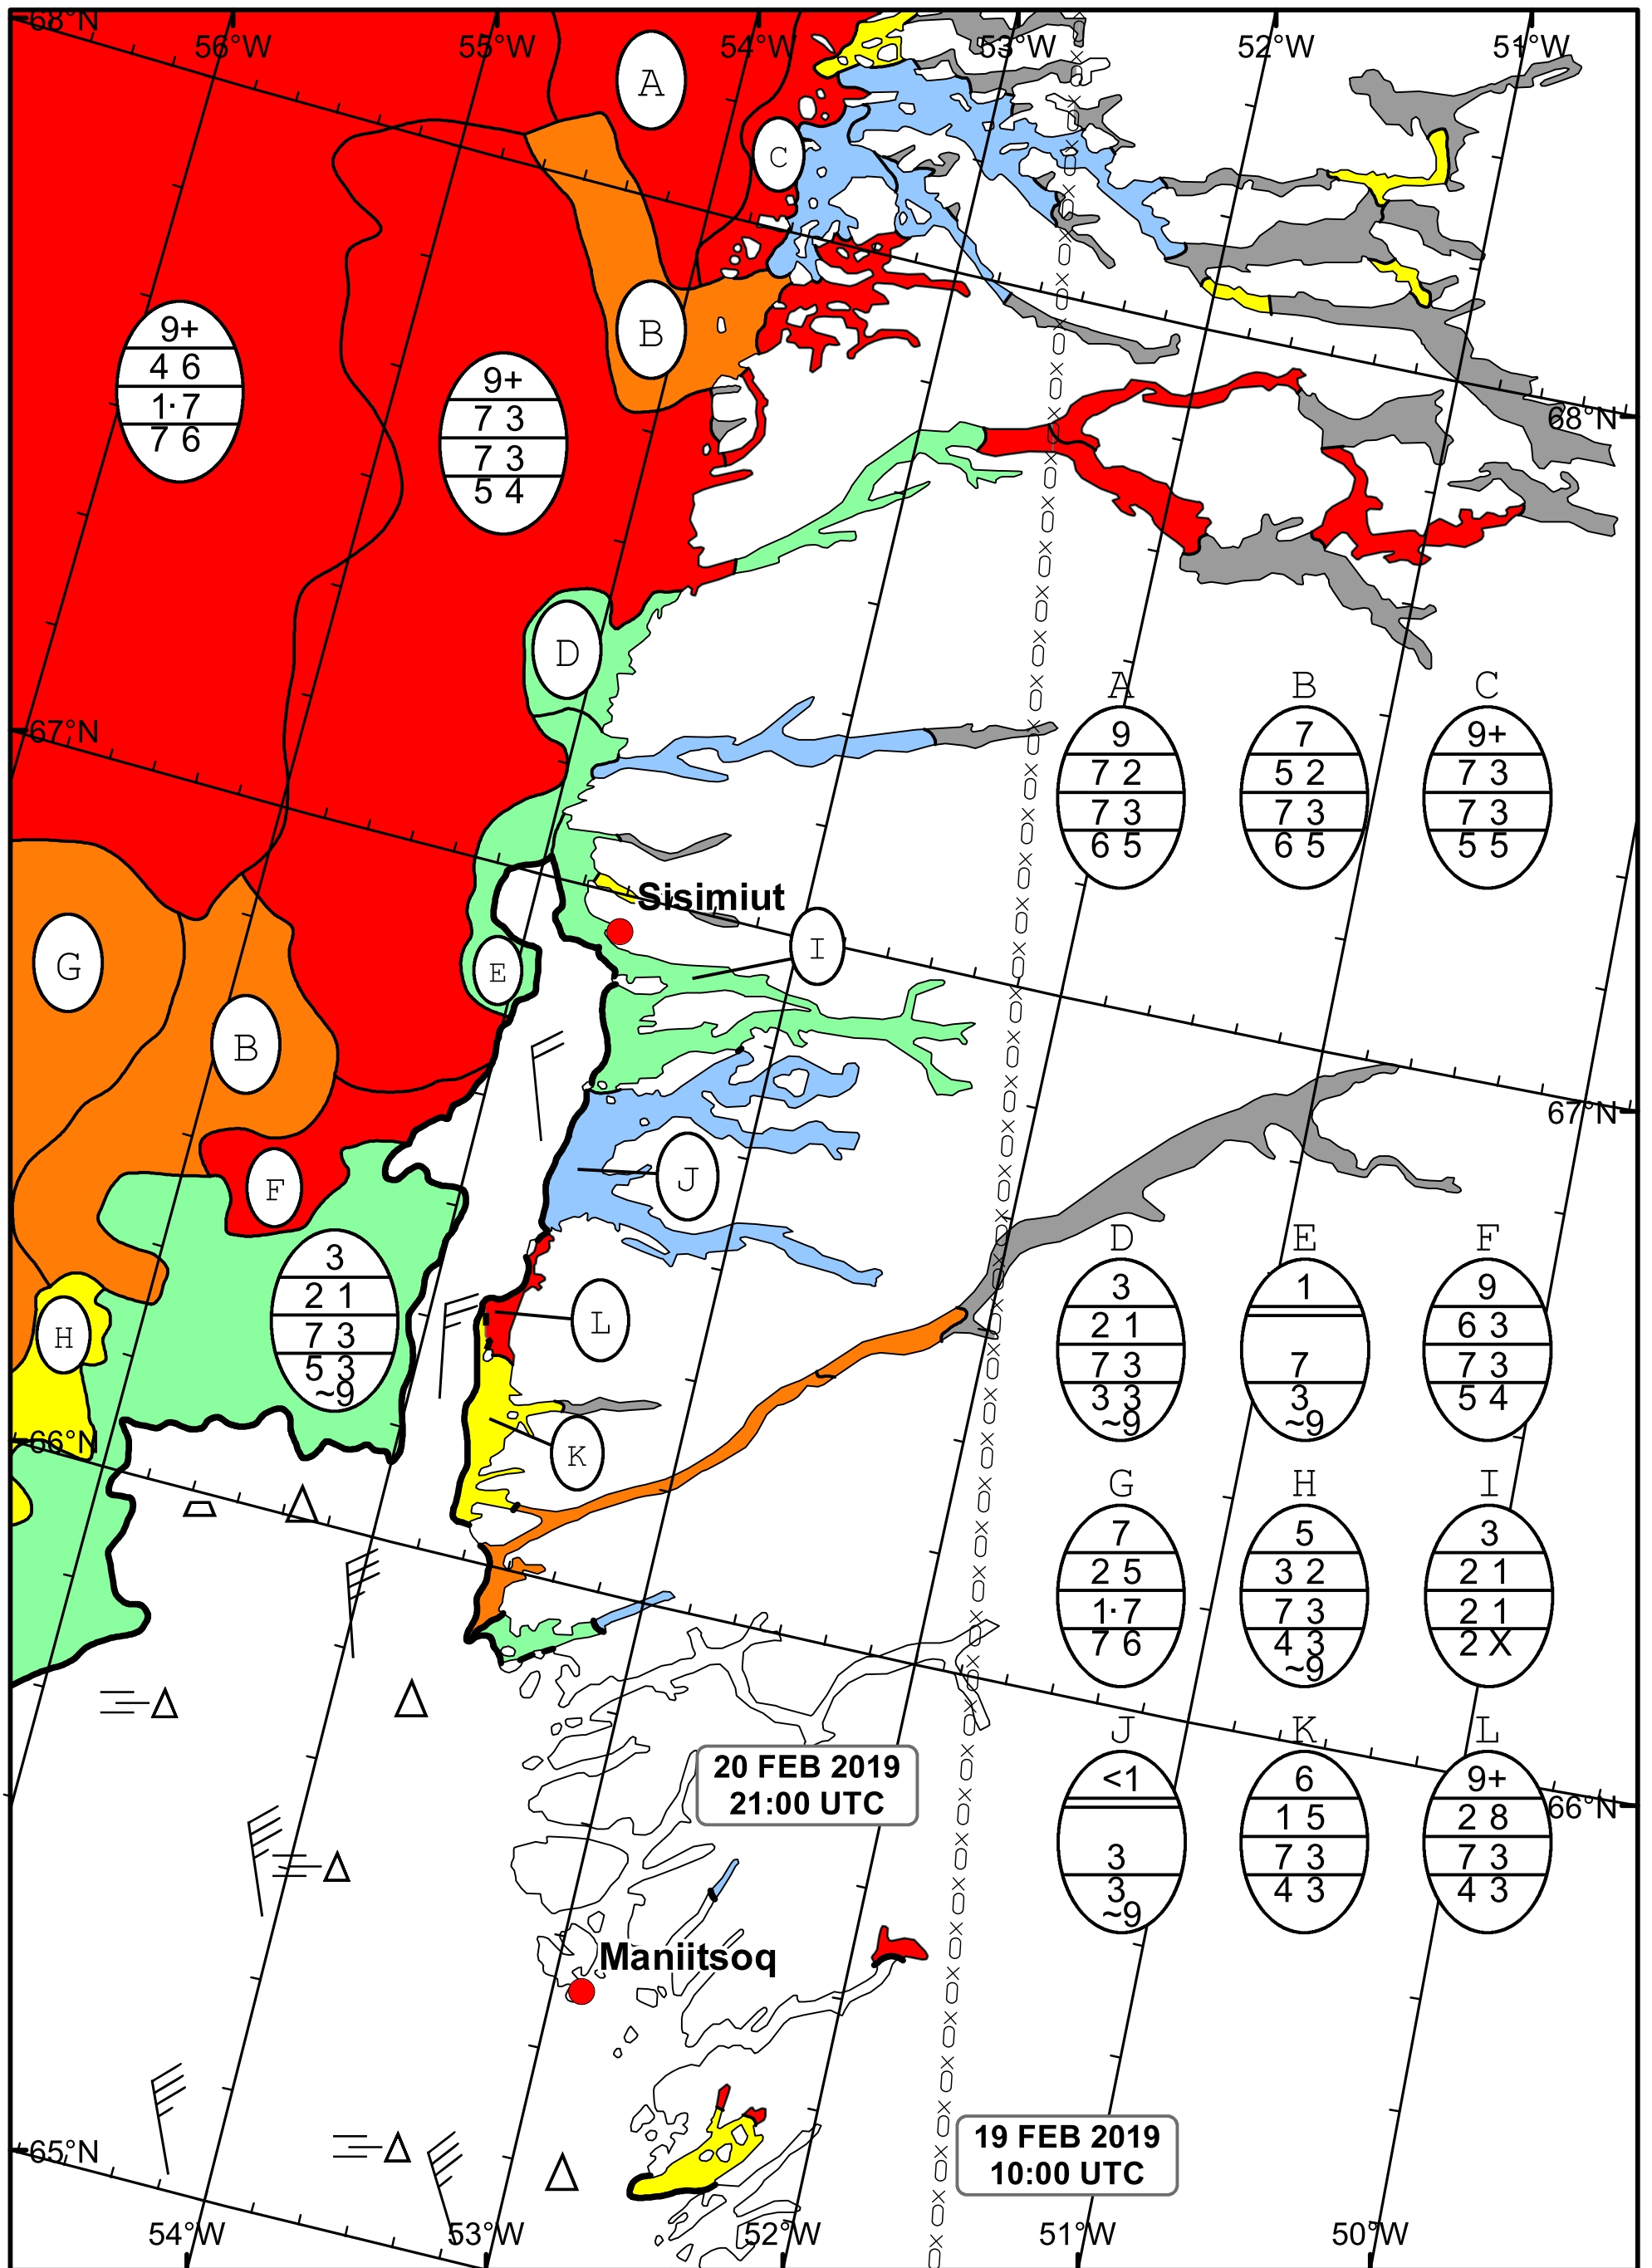 68°N
56°W
55°W
54°W
53°W
52°W
51°W
A
C
B
9+
4 6
1·7
7 6
9+
7 3
7 3
5 4
68°N
D
67°N
A
B
C
9
7 2
7 3
6 5
7
5 2
7 3
6 5
9+
7 3
7 3
5 5
Sisimiut
I
G
E
B
67°N
J
F
3
2 1
7 3
5 3
~9
H
L
K
66°N
D
E
F
3
2 1
7 3
3 3
~9
1
7
3
~9
9
6 3
7 3
5 4
G
H
I
7
2 5
1·7
7 6
5
3 2
7 3
4 3
~9
3
2 1
2 1
2 X
J
K
L
<1
3
3
~9
6
1 5
7 3
4 3
9+
2 8
7 3
4 3
66°N
20 FEB 2019
21:00 UTC
Maniitsoq
19 FEB 2019
10:00 UTC
65°N
54°W
53°W
52°W
51°W
50°W